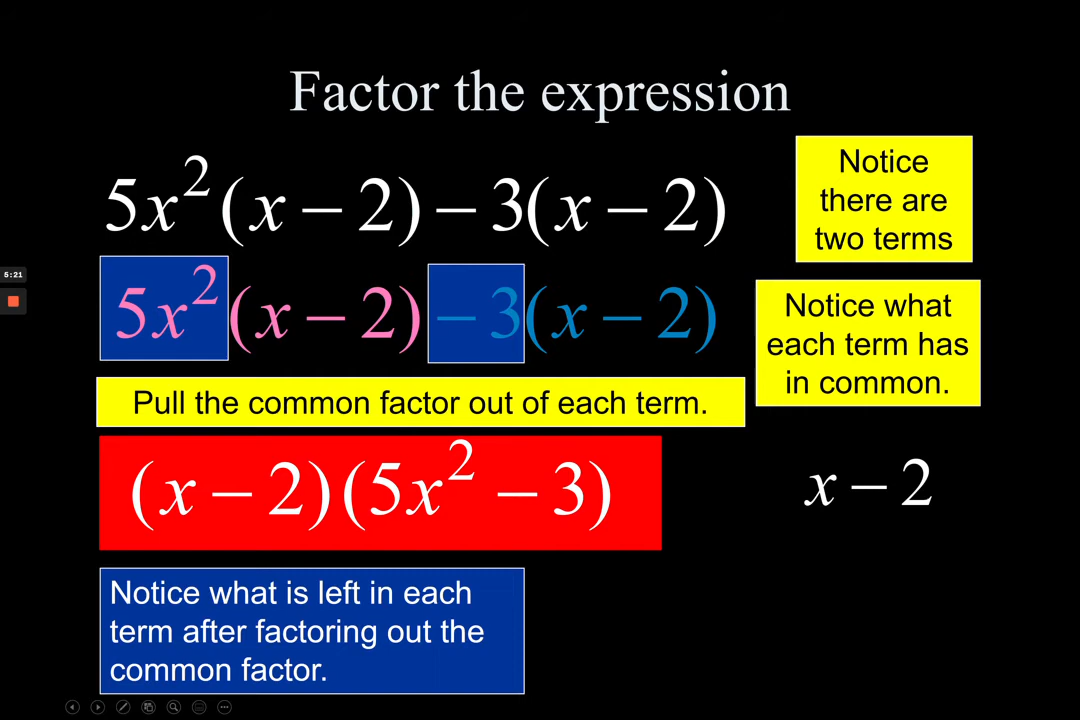 Factor the expression
5x²(x – 2) – 3(x – 2)
Notice
there are
two terms
5x²(x – 2) – 3(x – 2)
Notice what
each term has
in common.
Pull the common factor out of each term.
(x – 2)(5x² – 3)
x – 2
Notice what is left in each
term after factoring out the
common factor.
5:21